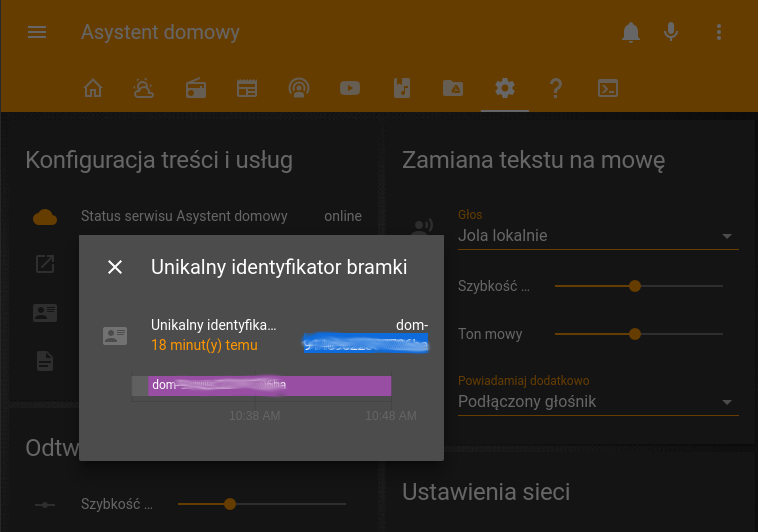 Asystent domowy
Konfiguracja treści i usług
Status serwisu Asystent domowy online
Unikalny identyfikator bramki
Unikalny identyfika… dom-
18 minut(y) temu
dom-
10:38 AM 10:48 AM
Odtw
Szybkość …
Zamiana tekstu na mowę
Głos
Jola lokalnie
Szybkość …
Ton mowy
Powiadamiaj dodatkowo
Podłączony głośnik
Ustawienia sieci